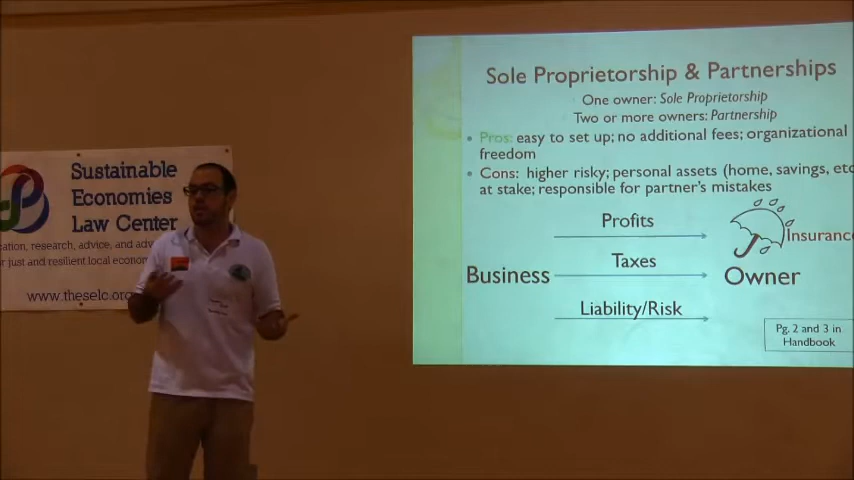 Sustainable
Economies
Law Center
research, advice, and
just and resilient local
www.theselc.org
Sole Proprietorship & Partnerships
One owner: Sole Proprietorship
Two or more owners: Partnership
• Pros: easy to set up; no additional fees; organizational
freedom
• Cons: higher risky; personal assets (home, savings, etc
at stake; responsible for partner's mistakes
Profits
Insurance
Taxes
Business
Owner
Liability/Risk
Pg. 2 and 3 in
Handbook